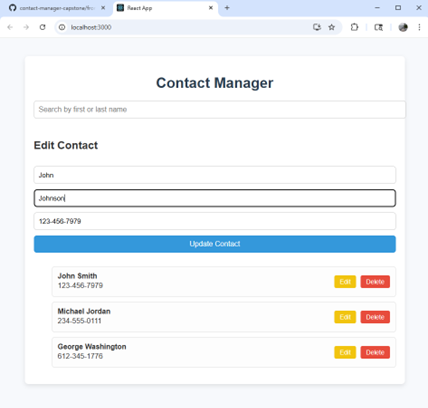 contact-manager-capstone/fro
React App
localhost:3000
Contact Manager
Search by first or last name
Edit Contact
John
Johnson
123-456-7979
Update Contact
John Smith
123-456-7979
Edit
Delete
Michael Jordan
234-555-0111
Edit
Delete
George Washington
612-345-1776
Edit
Delete